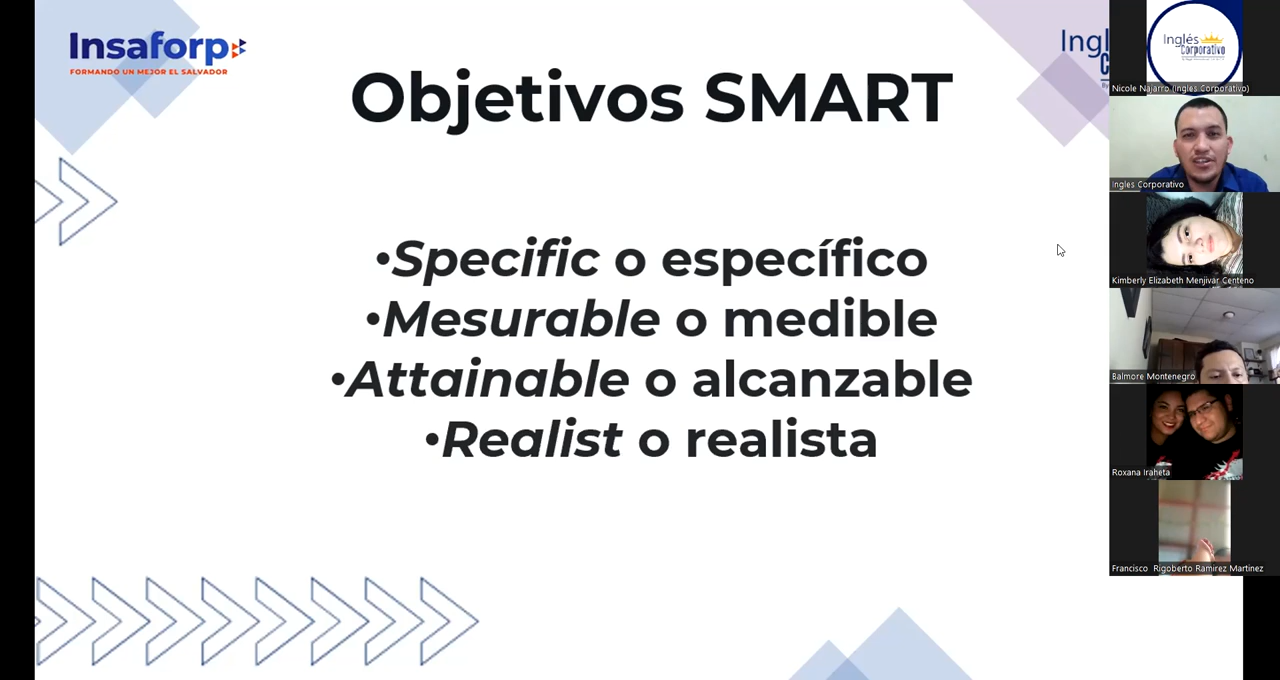 Insaforp
FORMANDO UN MEJOR EL SALVADOR
Objetivos SMART
•Specific o específico
•Mesurable o medible
•Attainable o alcanzable
•Realist o realista
Inglés
Corporativo
Nicole Najarro (Ingles Corporativo)
Ingles Corporativo
Kimberly Elizabeth Menjivar Centeno
Balmore Montenegro
Roxana Iraheta
Francisco Rigoberto Ramirez Martinez